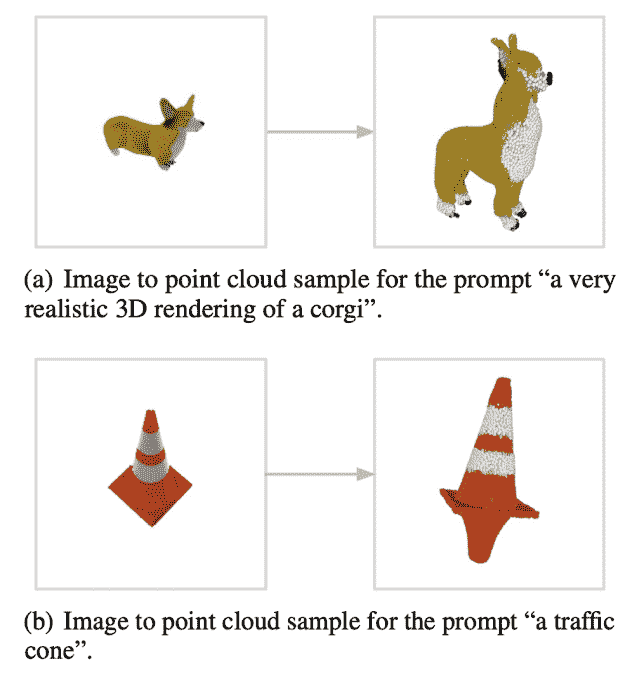 (a) Image to point cloud sample for the prompt “a very
realistic 3D rendering of a corgi”.
(b) Image to point cloud sample for the prompt “a traffic
cone”.